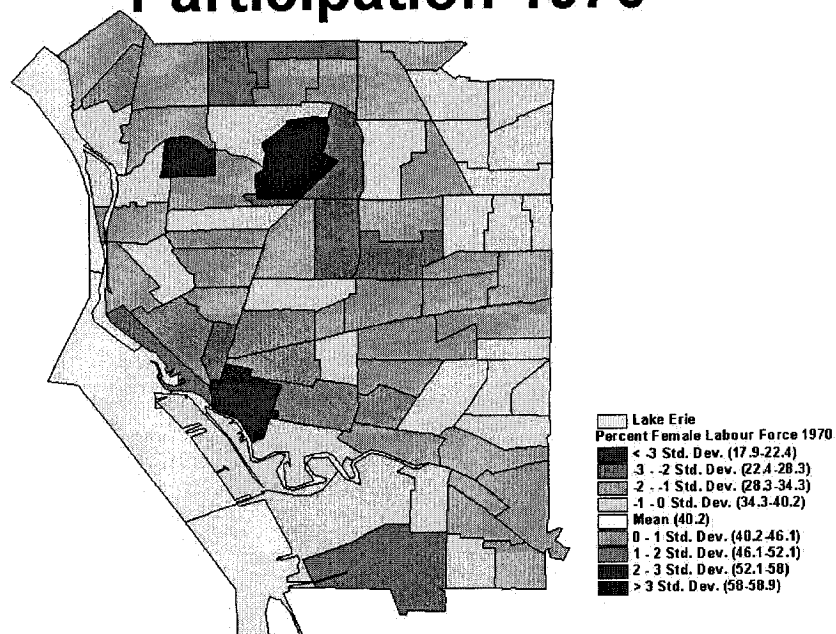 Participation 1970
Lake Erie
Percent Female Labour Force 1970
< -3 Std. Dev. (17.9-22.4)
-3 - -2 Std. Dev. (22.4-28.3)
-2 - -1 Std. Dev. (28.3-34.3)
-1 - 0 Std. Dev. (34.3-40.2)
Mean (40.2)
0 - 1 Std. Dev. (40.2-46.1)
1 - 2 Std. Dev. (46.1-52.1)
2 - 3 Std. Dev. (52.1-58)
> 3 Std. Dev. (58-58.9)